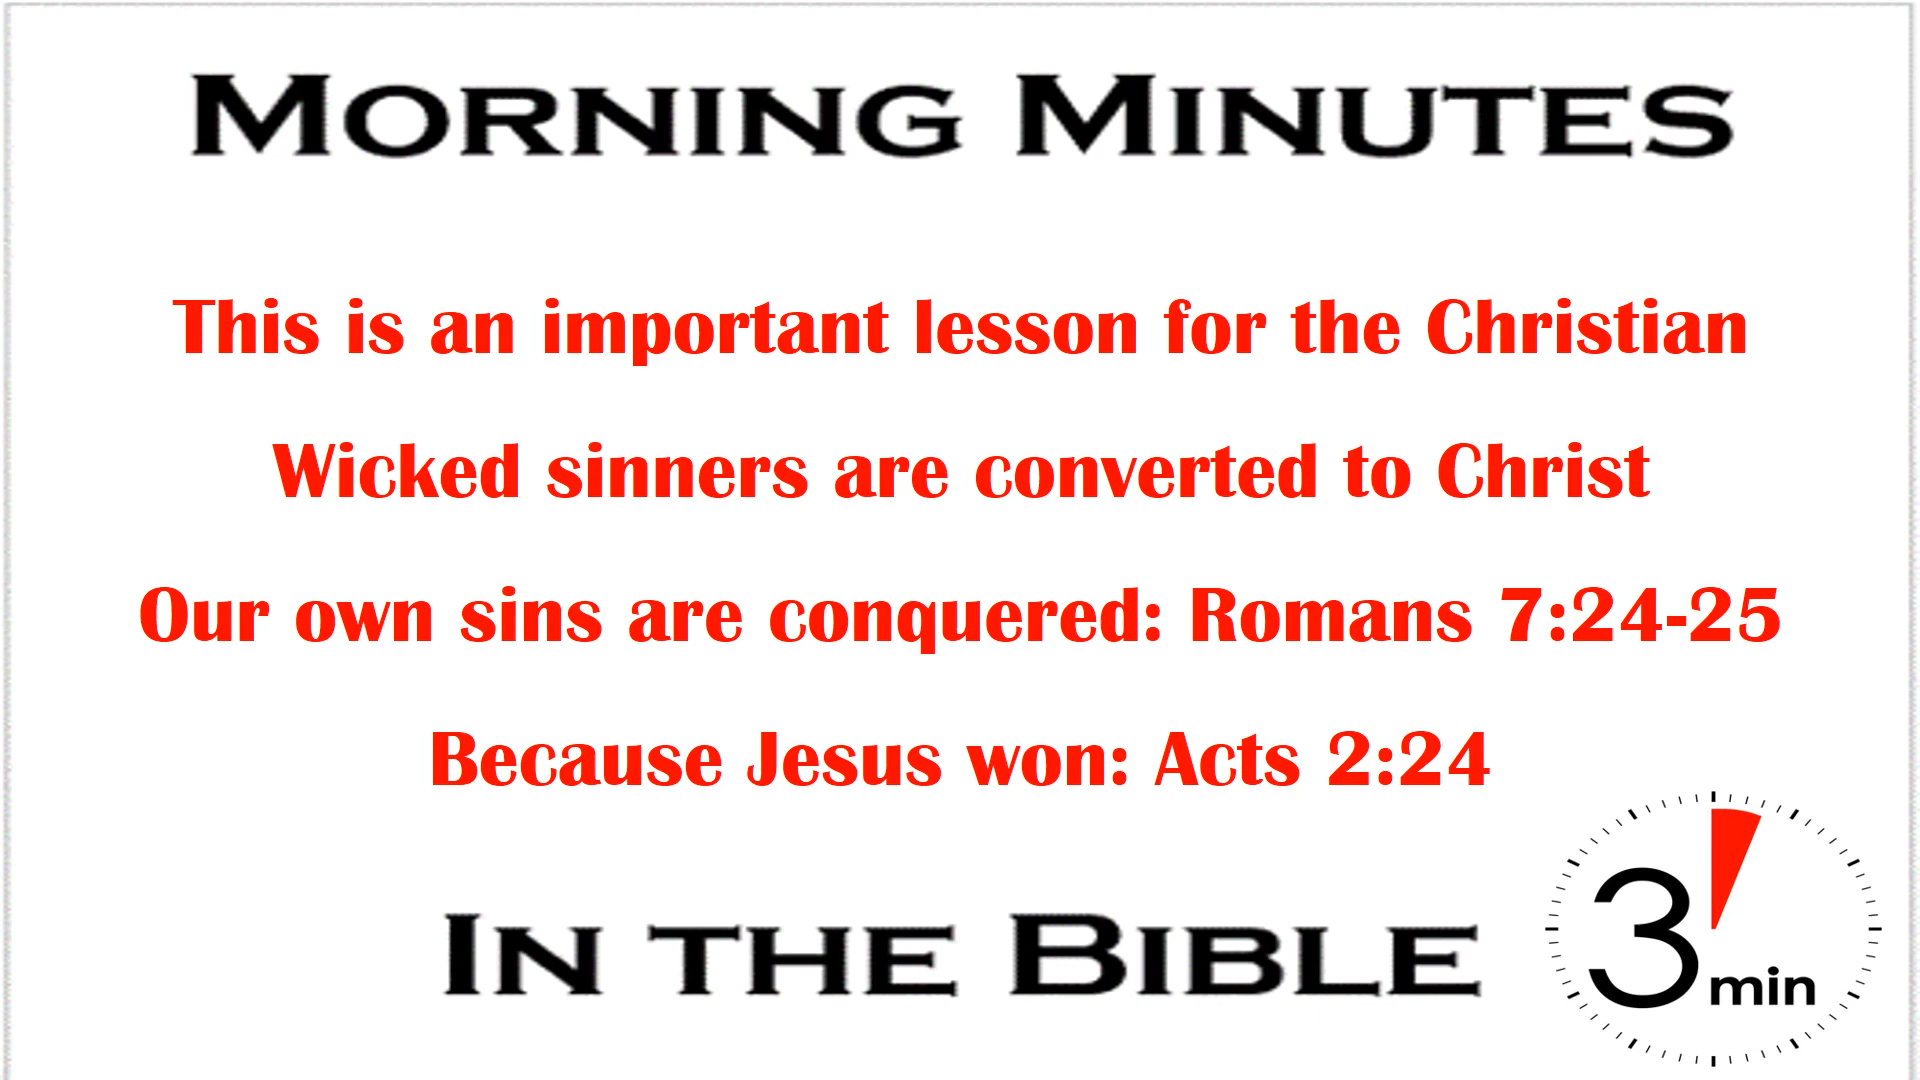 Morning Minutes
This is an important lesson for the Christian
Wicked sinners are converted to Christ
Our own sins are conquered: Romans 7:24-25
Because Jesus won: Acts 2:24
In the Bible
3 min